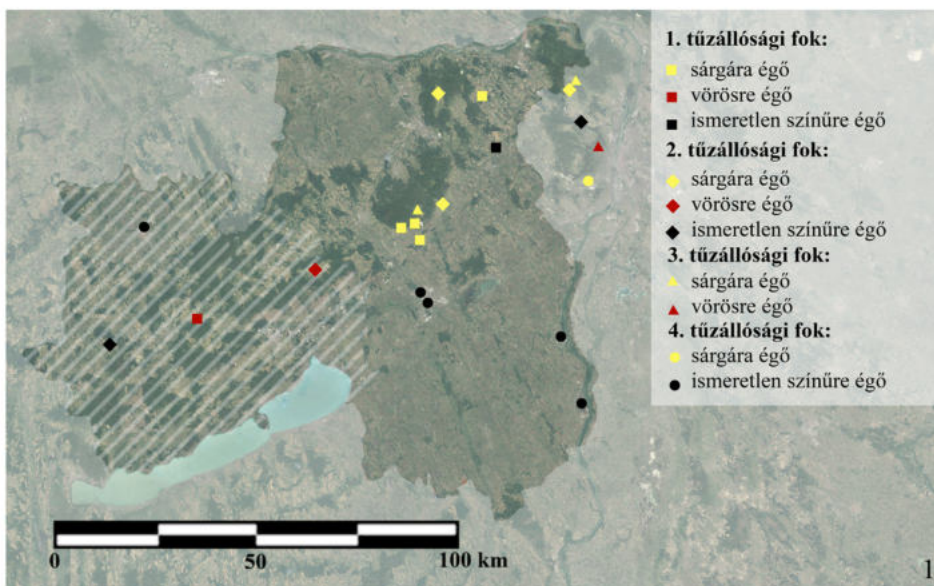 1. tűzállósági fok:
sárgára égő
vörösre égő
ismeretlen színűre égő
2. tűzállósági fok:
sárgára égő
vörösre égő
ismeretlen színűre égő
3. tűzállósági fok:
sárgára égő
vörösre égő
4. tűzállósági fok:
sárgára égő
ismeretlen színűre égő
0 50 100 km
1